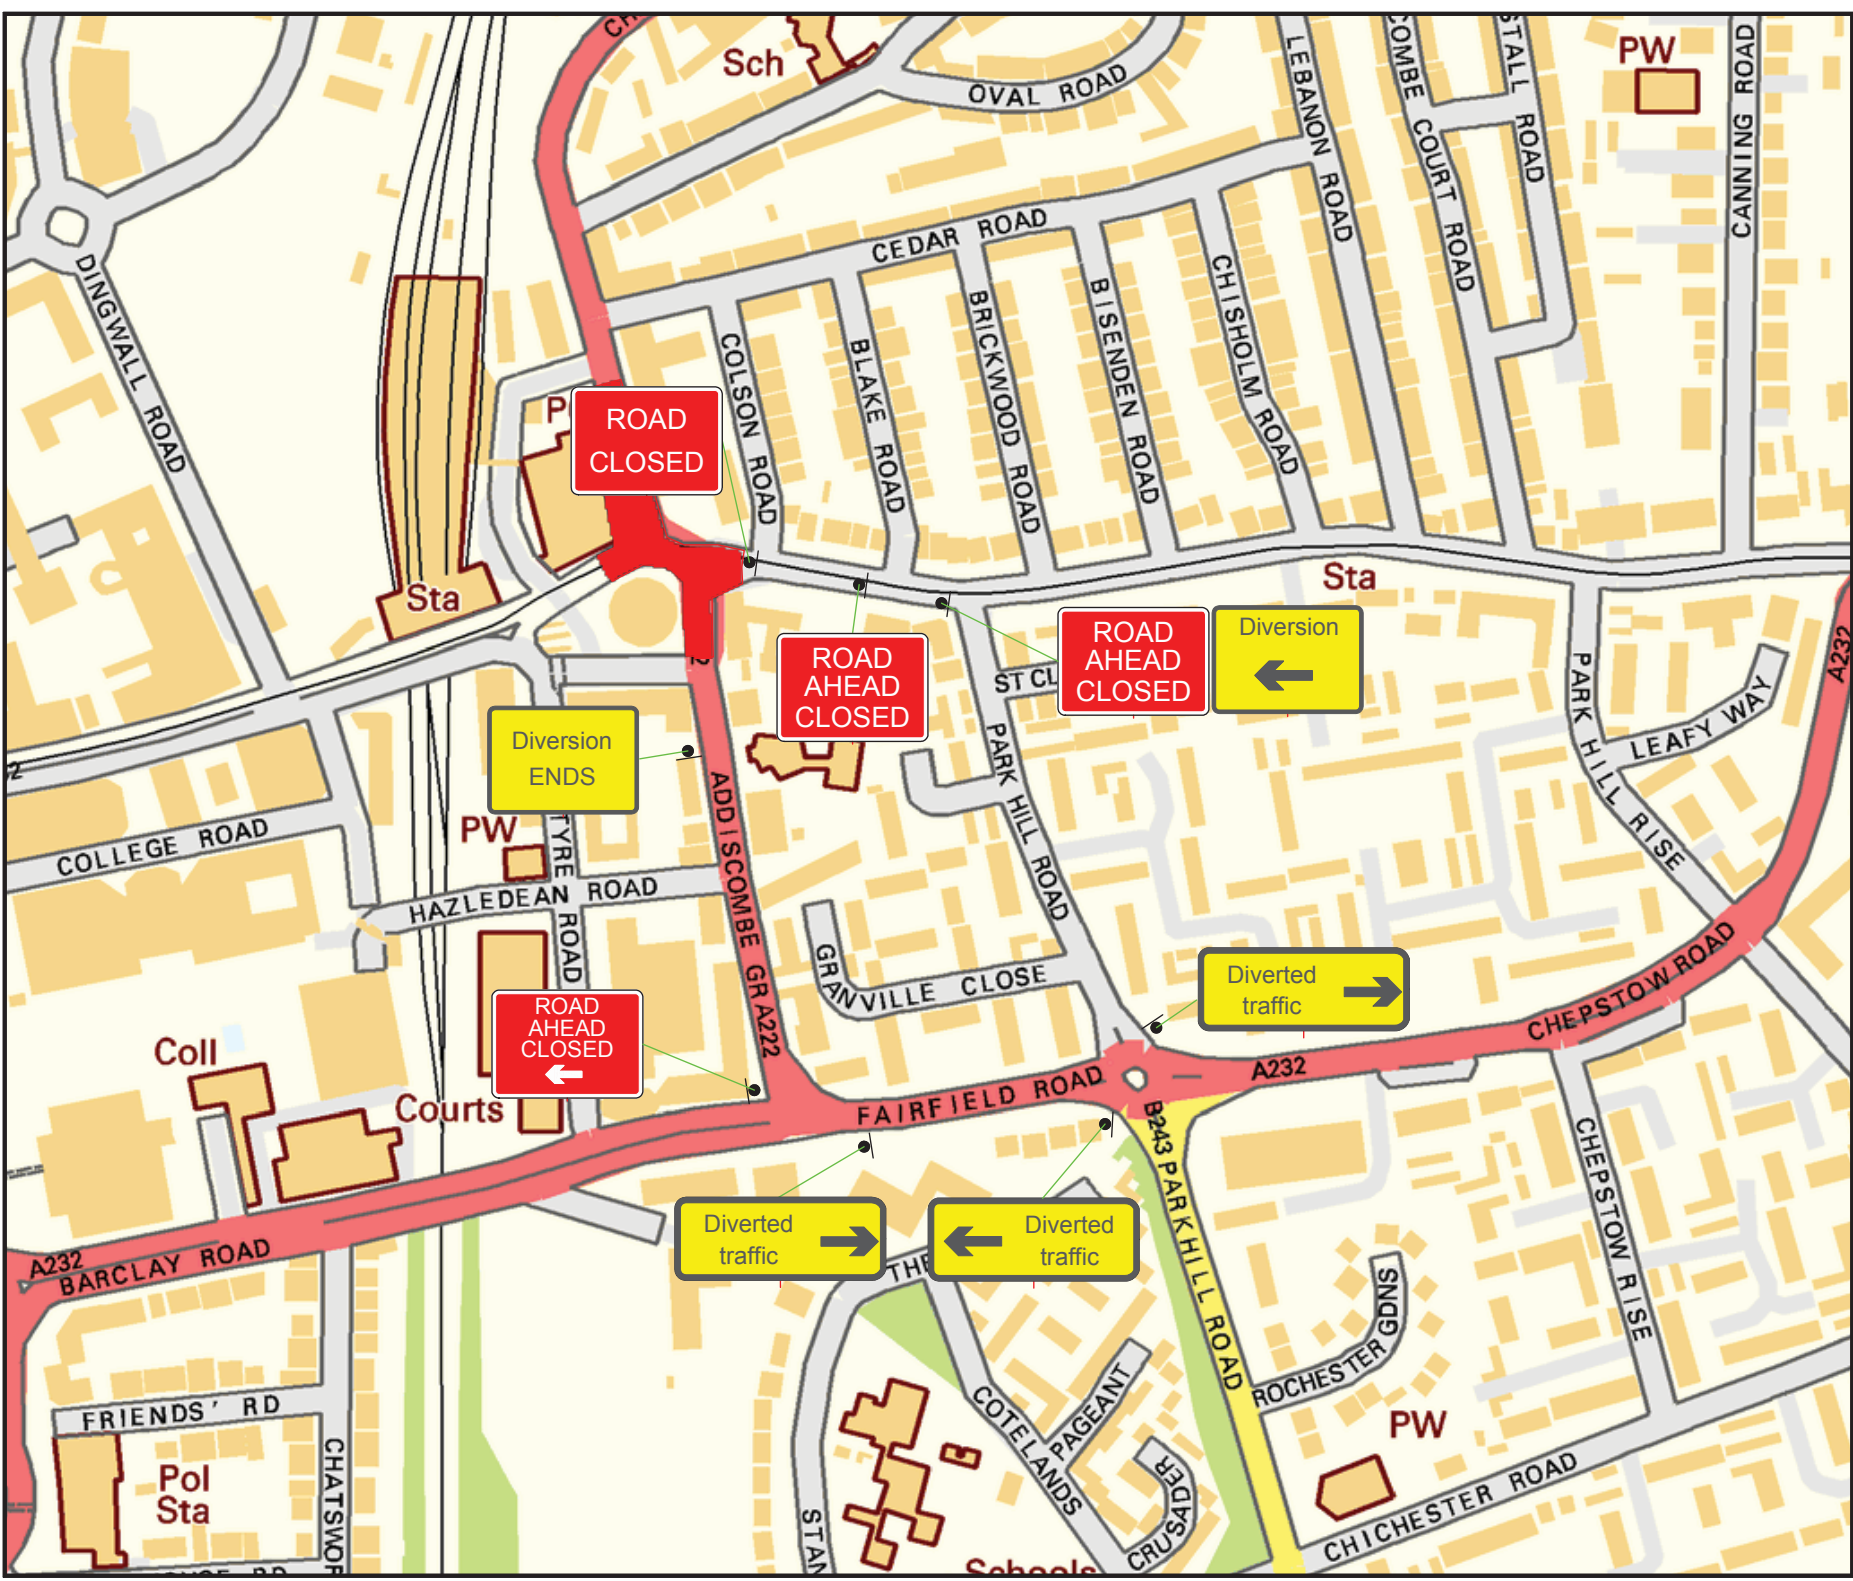 Sch
OVAL ROAD
LEBANON ROAD
COMBE COURT ROAD
STALL ROAD
PW
CANNING ROAD
CEDAR ROAD
DINGWALL ROAD
COLSON ROAD
BLAKE ROAD
BRICKWOOD ROAD
BISENDEN ROAD
CHISHOLM ROAD
ROAD
CLOSED
Sta
Sta
ROAD
AHEAD
CLOSED
ROAD
AHEAD
CLOSED
Diversion
ST CL
PARK HILL ROAD
PARK HILL RISE
LEAFY WAY
A232
Diversion
ENDS
ADDISCOMBE GR A222
COLLEGE ROAD
PW
TYRE ROAD
HAZLEDEAN ROAD
GRANVILLE CLOSE
Diverted
traffic
CHEPSTOW ROAD
ROAD
AHEAD
CLOSED
Coll
Courts
FAIRFIELD ROAD
A232
B243 PARK HILL ROAD
CHEPSTOW RISE
Diverted
traffic
Diverted
traffic
A232
BARCLAY ROAD
THE
ROCHESTER GDNS
FRIENDS' RD
COTELANDS
PAGEANT
CRUSADER
PW
Pol
Sta
CHATSWOR
STAN
CHICHESTER ROAD
Schools